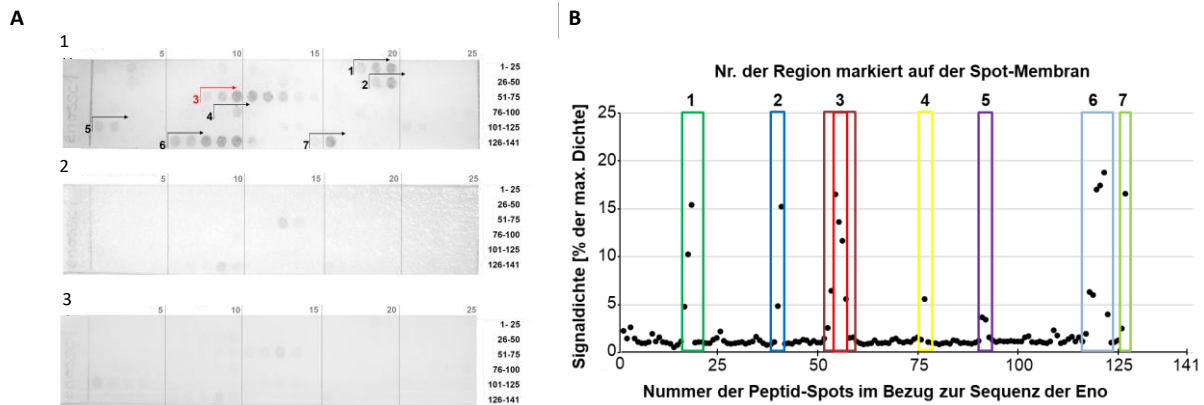 A
1
5 10 15 20 25
1 1- 25
2 26-50
3 51-75
4 76-100
5 101-125
6 7 126-141
2
5 10 15 20 25
1- 25
26-50
51-75
76-100
101-125
126-141
3
5 10 15 20 25
1- 25
26-50
51-75
76-100
101-125
126-141
B
Nr. der Region markiert auf der Spot-Membran
1 2 3 4 5 6 7
Signaldichte [% der max. Dichte]
25
20
15
10
5
0
0 25 50 75 100 125 141
Nummer der Peptid-Spots im Bezug zur Sequenz der Eno